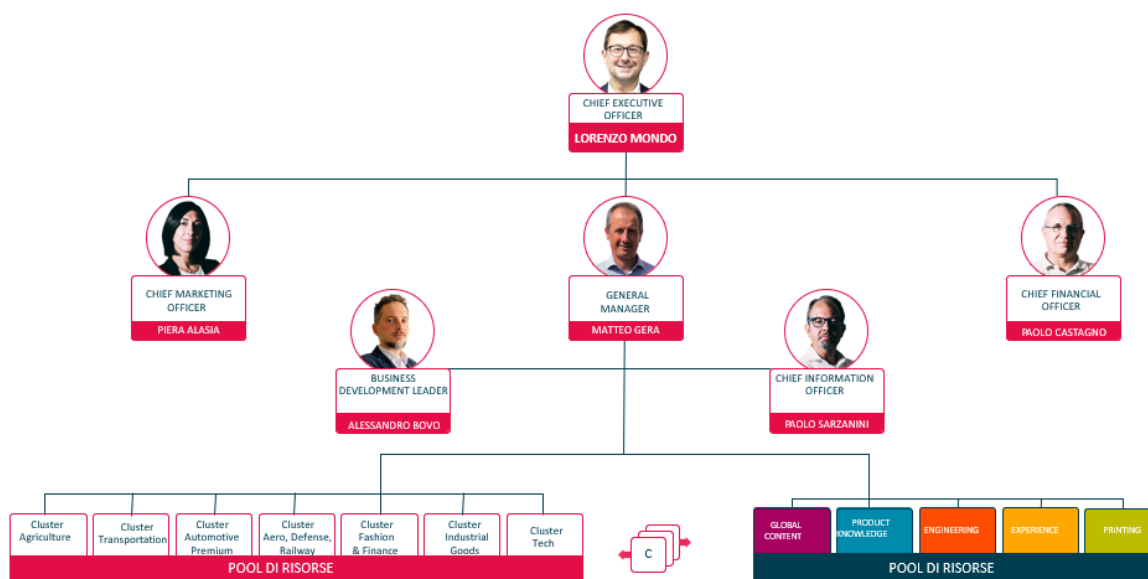 CHIEF EXECUTIVE
OFFICER
LORENZO MONDO
CHIEF MARKETING
OFFICER
PIERA ALASIA
GENERAL
MANAGER
MATTEO GERA
CHIEF FINANCIAL
OFFICER
PAOLO CASTAGNO
BUSINESS
DEVELOPMENT LEADER
ALESSANDRO BOVO
CHIEF INFORMATION
OFFICER
PAOLO SARZANINI
Cluster
Agriculture
Cluster
Transportation
Cluster
Automotive
Premium
Cluster
Aero, Defense,
Railway
Cluster
Fashion
& Finance
Cluster
Industrial
Goods
Cluster
Tech
POOL DI RISORSE
C
GLOBAL
CONTENT
PRODUCT
KNOWLEDGE
ENGINEERING
EXPERIENCE
PRINTING
POOL DI RISORSE